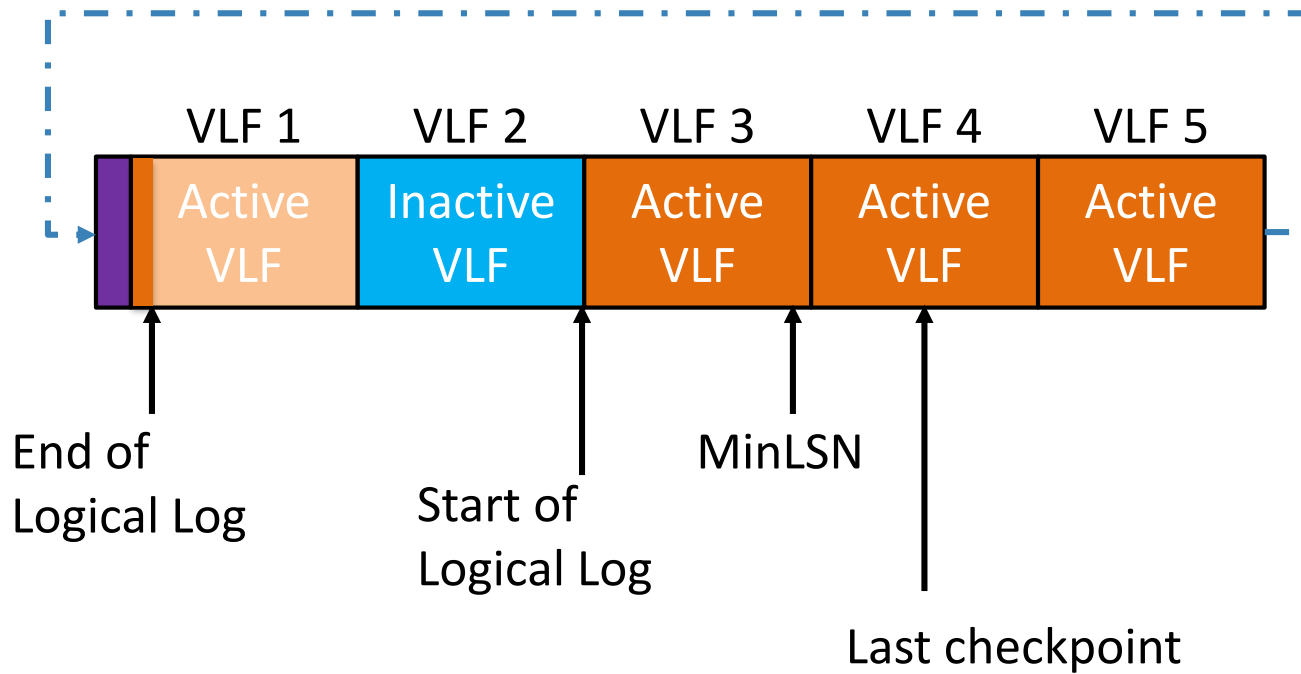 VLF 1 VLF 2 VLF 3 VLF 4 VLF 5
Active Inactive Active Active Active
VLF VLF VLF VLF VLF
End of
Logical Log
Start of
Logical Log
MinLSN
Last checkpoint